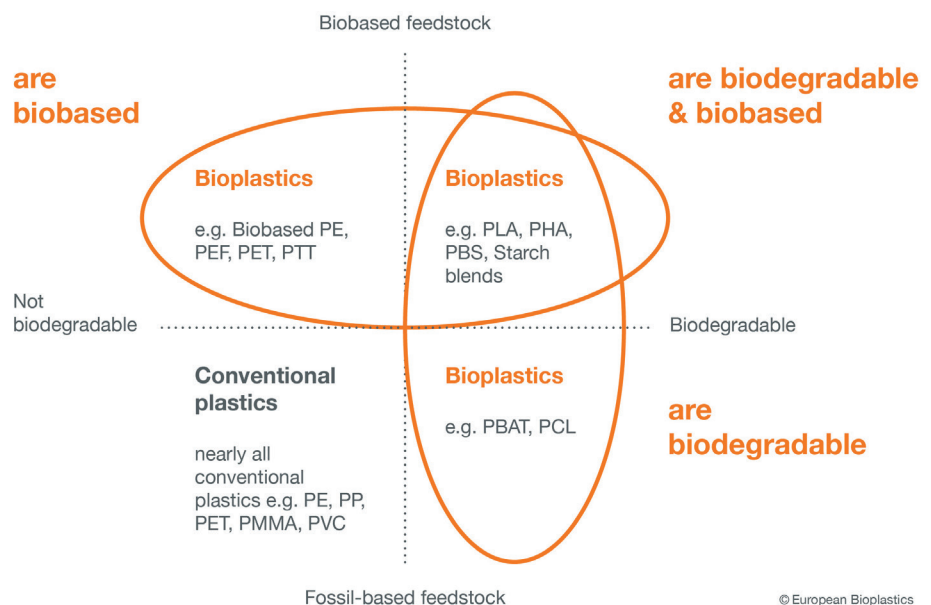 Biobased feedstock
are
biobased
are biodegradable
& biobased
Bioplastics
e.g. Biobased PE,
PEF, PET, PTT
Bioplastics
e.g. PLA, PHA,
PBS, Starch
blends
Not
biodegradable
Biodegradable
Conventional
plastics
nearly all
conventional
plastics e.g. PE, PP,
PET, PMMA, PVC
Bioplastics
e.g. PBAT, PCL
are
biodegradable
Fossil-based feedstock
© European Bioplastics